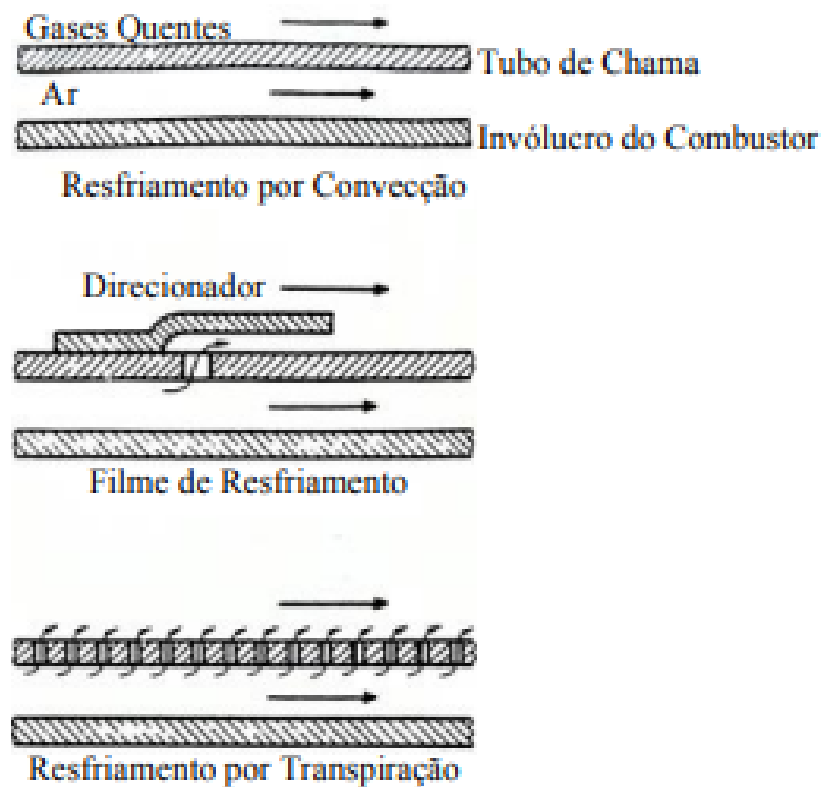 Gases Quentes
Tubo de Chama
Ar
Invólucro do Combustor
Resfriamento por Convecção
Direcionador
Filme de Resfriamento
Resfriamento por Transpiração